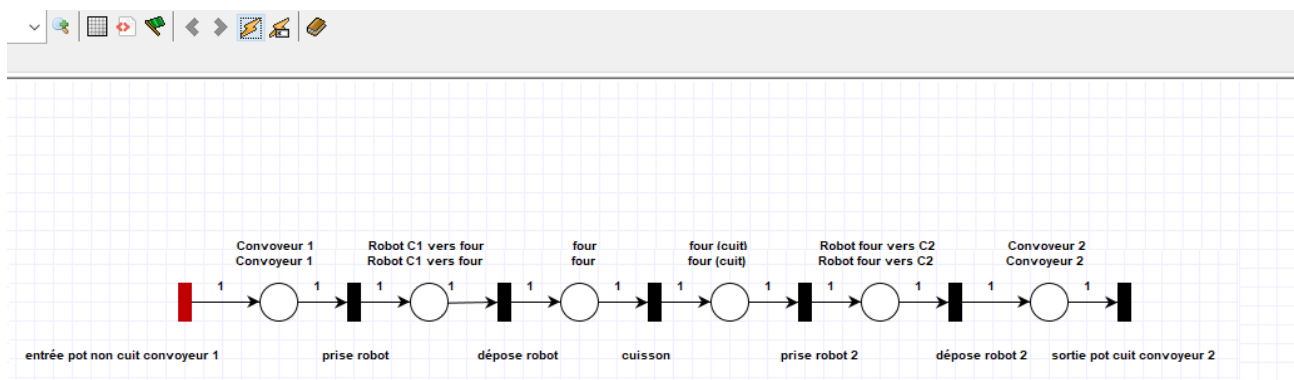 Convoyeur 1 Robot C1 vers four four four (cuit) Robot four vers C2 Convoyeur 2
Convoyeur 1 Robot C1 vers four four four (cuit) Robot four vers C2 Convoyeur 2
1 1 1 1 1 1 1 1 1 1 1 1
entrée pot non cuit convoyeur 1 prise robot dépose robot cuisson prise robot 2 dépose robot 2 sortie pot cuit convoyeur 2